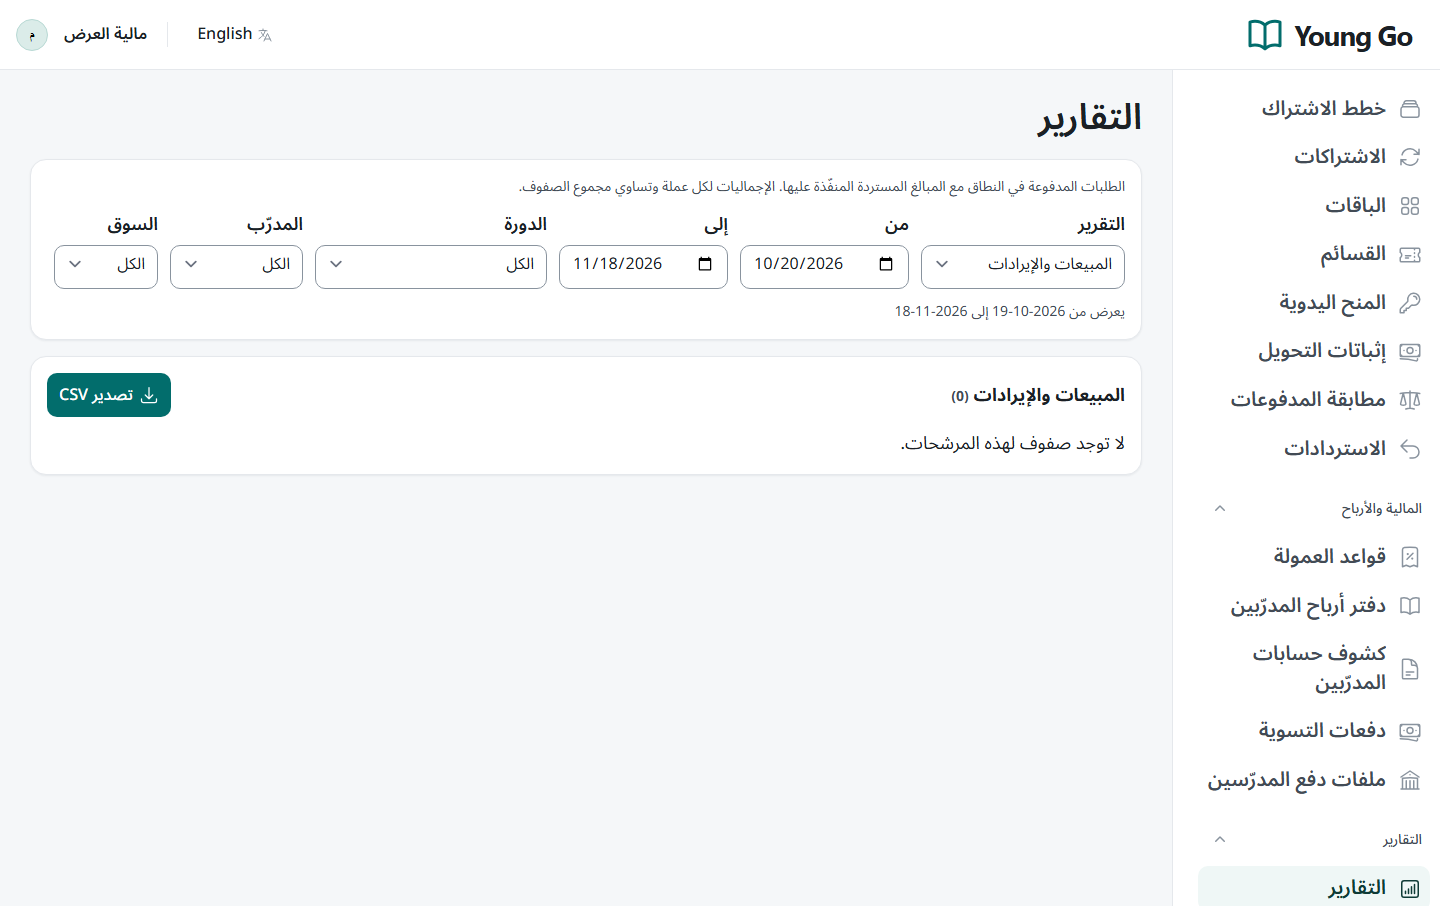 Young Go
English
مالية العرض
م
خطط الاشتراك
الاشتراكات
الباقات
القسائم
المنح اليدوية
إثباتات التحويل
مطابقة المدفوعات
الاستردادات
المالية والأرباح
قواعد العمولة
دفتر أرباح المدرّبين
كشوف حسابات
المدرّبين
دفعات التسوية
ملفات دفع المدرّسين
التقارير
التقارير
التقارير
الطلبات المدفوعة في النطاق مع المبالغ المستردة المنفّذة عليها. الإجماليات لكل عملة وتساوي مجموع الصفوف.
التقرير
المبيعات والإيرادات
من
10/20/2026
إلى
11/18/2026
الدورة
الكل
المدرّب
الكل
السوق
الكل
يعرض من 2026-10-19 إلى 2026-11-18
المبيعات والإيرادات (0)
تصدير CSV
لا توجد صفوف لهذه المرشحات.